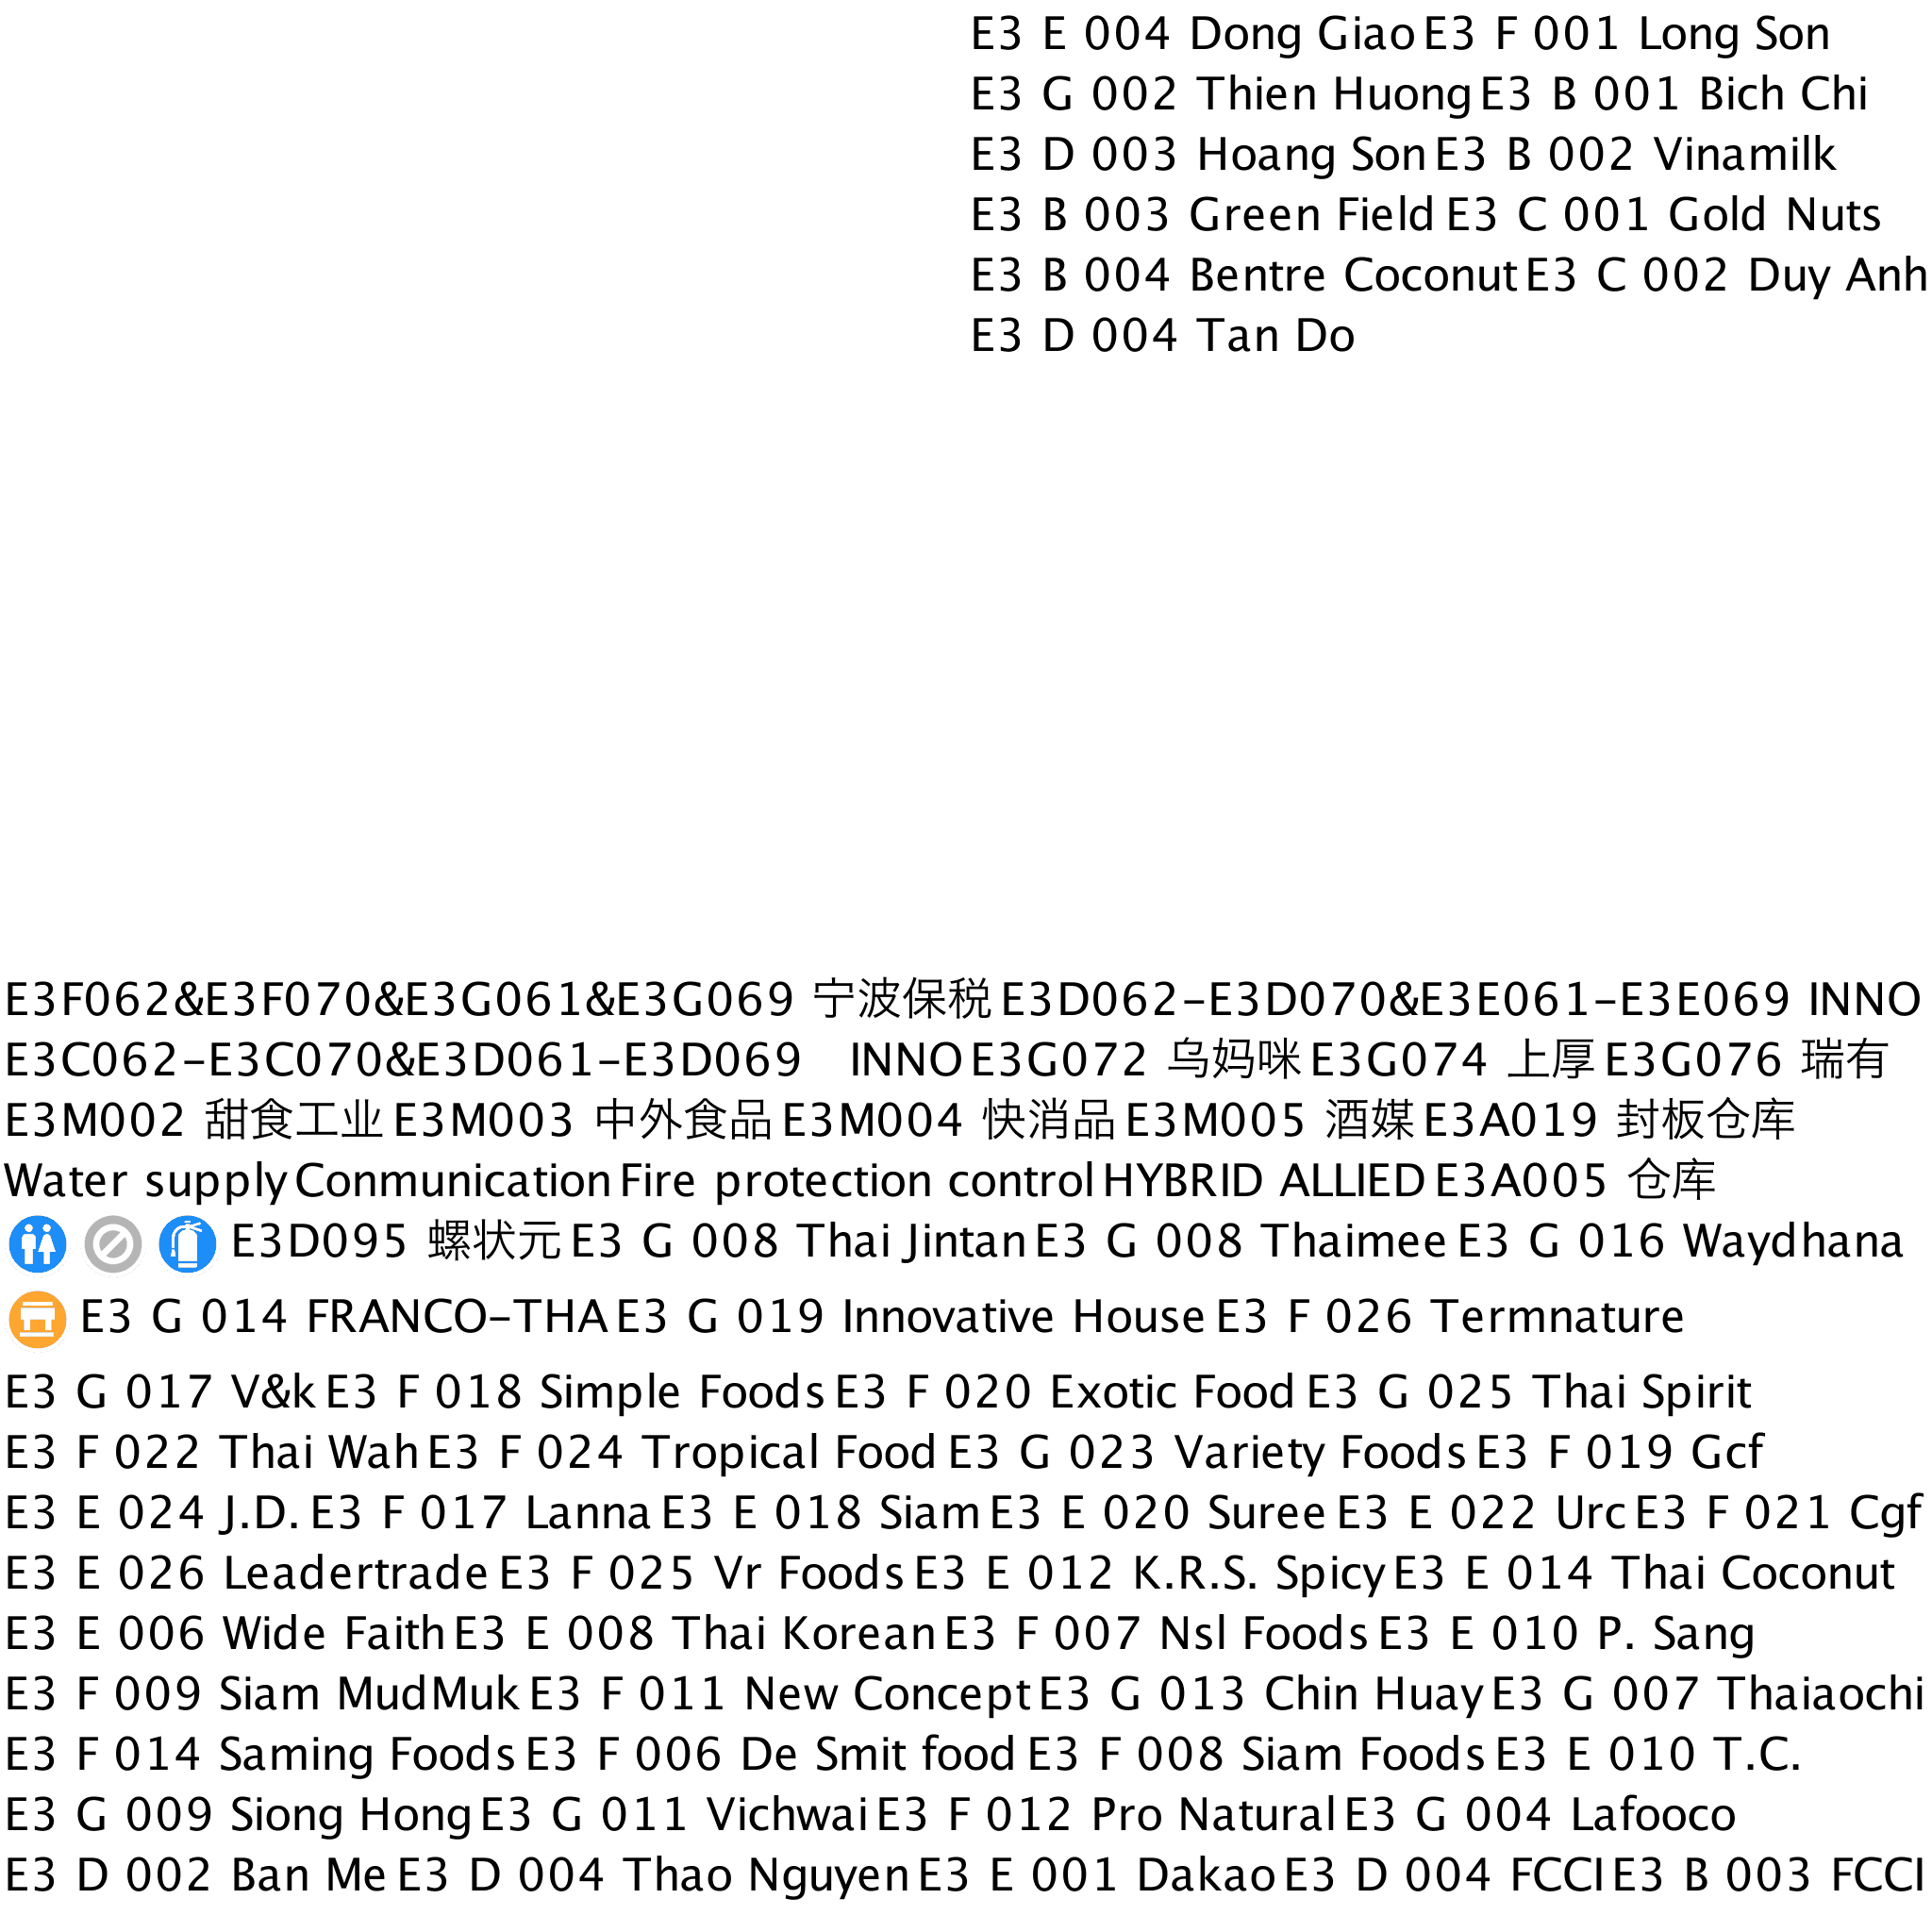 E3 E 004 Dong Giao E3 F 001 Long Son
E3 G 002 Thien Huong E3 B 001 Bich Chi
E3 D 003 Hoang Son E3 B 002 Vinamilk
E3 B 003 Green Field E3 C 001 Gold Nuts
E3 B 004 Bentre Coconut E3 C 002 Duy Anh
E3 D 004 Tan Do
E3F062&E3F070&E3G061&E3G069 宁波保税 E3D062-E3D070&E3E061-E3E069 INNO
E3C062-E3C070&E3D061-E3D069 INNO E3G072 乌妈咪 E3G074 上厚 E3G076 瑞有
E3M002 甜食工业 E3M003 中外食品 E3M004 快消品 E3M005 酒媒 E3A019 封板仓库
Water supply Conmunication Fire protection control HYBRID ALLIED E3A005 仓库
E3D095 螺状元 E3 G 008 Thai Jintan E3 G 008 Thaimee E3 G 016 Waydhana
E3 G 014 FRANCO-THA E3 G 019 Innovative House E3 F 026 Termnature
E3 G 017 V&k E3 F 018 Simple Foods E3 F 020 Exotic Food E3 G 025 Thai Spirit
E3 F 022 Thai Wah E3 F 024 Tropical Food E3 G 023 Variety Foods E3 F 019 Gcf
E3 E 024 J.D. E3 F 017 Lanna E3 E 018 Siam E3 E 020 Suree E3 E 022 Urc E3 F 021 Cgf
E3 E 026 Leadertrade E3 F 025 Vr Foods E3 E 012 K.R.S. Spicy E3 E 014 Thai Coconut
E3 E 006 Wide Faith E3 E 008 Thai Korean E3 F 007 Nsl Foods E3 E 010 P. Sang
E3 F 009 Siam MudMuk E3 F 011 New Concept E3 G 013 Chin Huay E3 G 007 Thaiaochi
E3 F 014 Saming Foods E3 F 006 De Smit food E3 F 008 Siam Foods E3 E 010 T.C.
E3 G 009 Siong Hong E3 G 011 Vichwai E3 F 012 Pro Natural E3 G 004 Lafooco
E3 D 002 Ban Me E3 D 004 Thao Nguyen E3 E 001 Dakao E3 D 004 FCCI E3 B 003 FCCI